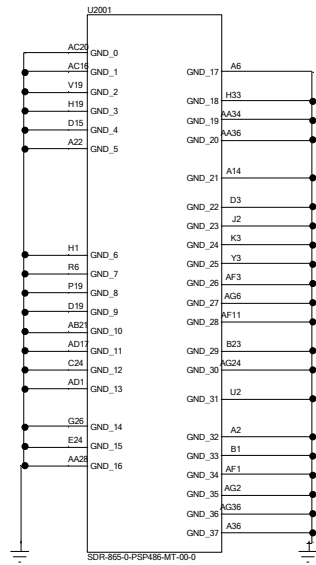 U2001
AC20 GND_0
AC16 GND_1 GND_17 A6
V19 GND_2
H19 GND_3 GND_18 H33
D15 GND_4 GND_19 AA34
A22 GND_5 GND_20 AA36
GND_21 A14
GND_22 D3
GND_23 J2
H1 GND_6 GND_24 K3
R6 GND_7 GND_25 Y3
P19 GND_8 GND_26 AF3
D19 GND_9 GND_27 AG6
AB21 GND_10 GND_28 AF11
AD17 GND_11 GND_29 B23
C24 GND_12 GND_30 AG24
AD1 GND_13 GND_31 U2
G26 GND_14 GND_32 A2
E24 GND_15 GND_33 B1
AA28 GND_16 GND_34 AF1
GND_35 AG2
GND_36 AG36
GND_37 A36
SDR-865-0-PSP486-MT-00-0